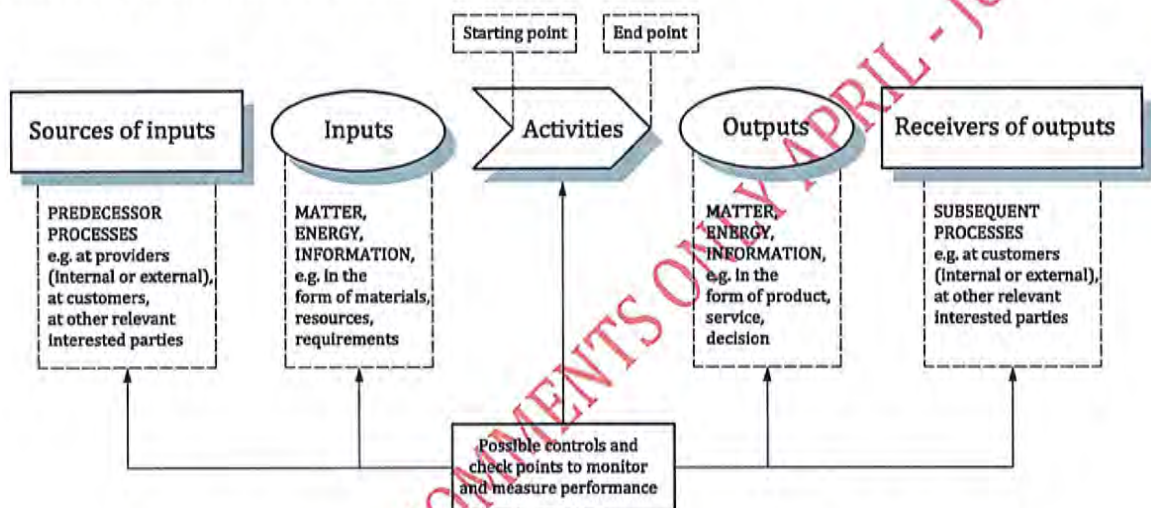 Starting point
End point
Sources of inputs
Inputs
Activities
Outputs
Receivers of outputs
PREDECESSOR
PROCESSES
e.g. at providers
(internal or external),
at customers,
at other relevant
interested parties
MATTER,
ENERGY,
INFORMATION,
e.g. in the
form of materials,
resources,
requirements
MATTER,
ENERGY,
INFORMATION,
e.g. in the
form of product,
service,
decision
SUBSEQUENT
PROCESSES
e.g. at customers
(internal or external),
at other relevant
interested parties
Possible controls and
check points to monitor
and measure performance
COMMENTS ONLY APRIL -